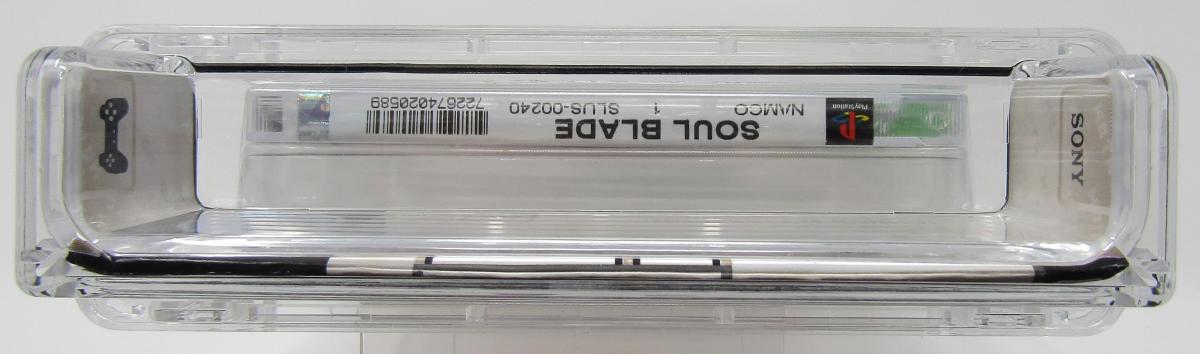 PlayStation
NAMCO 1 SLUS-00240
SOUL BLADE
722674020589
SONY